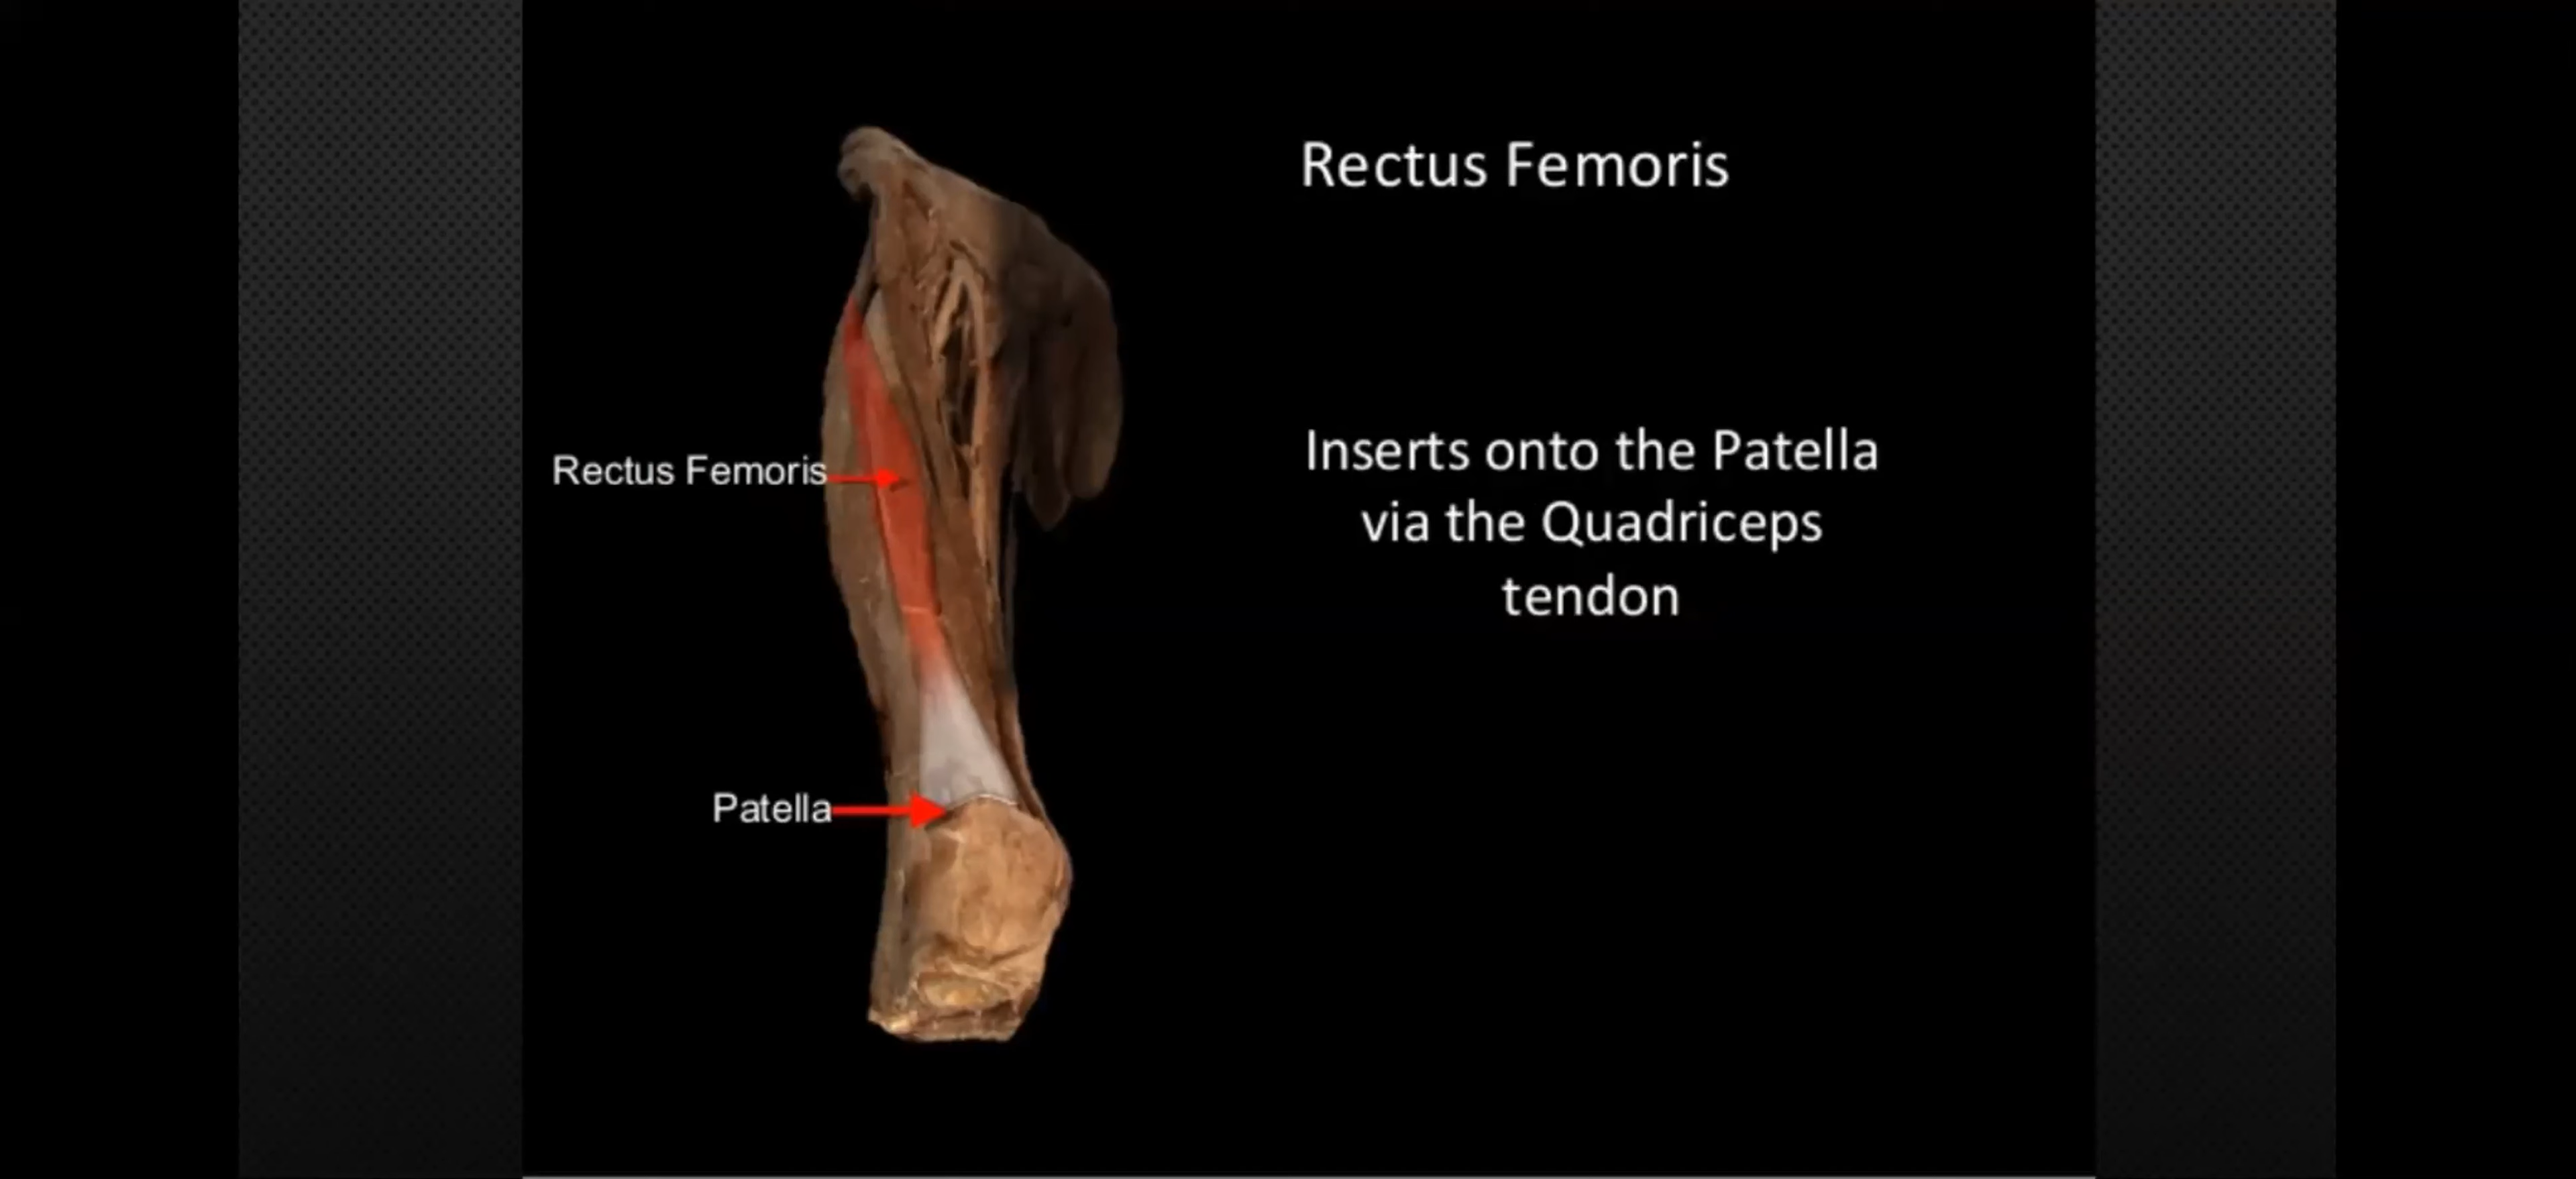 Rectus Femoris
Rectus Femoris
Inserts onto the Patella
via the Quadriceps
tendon
Patella